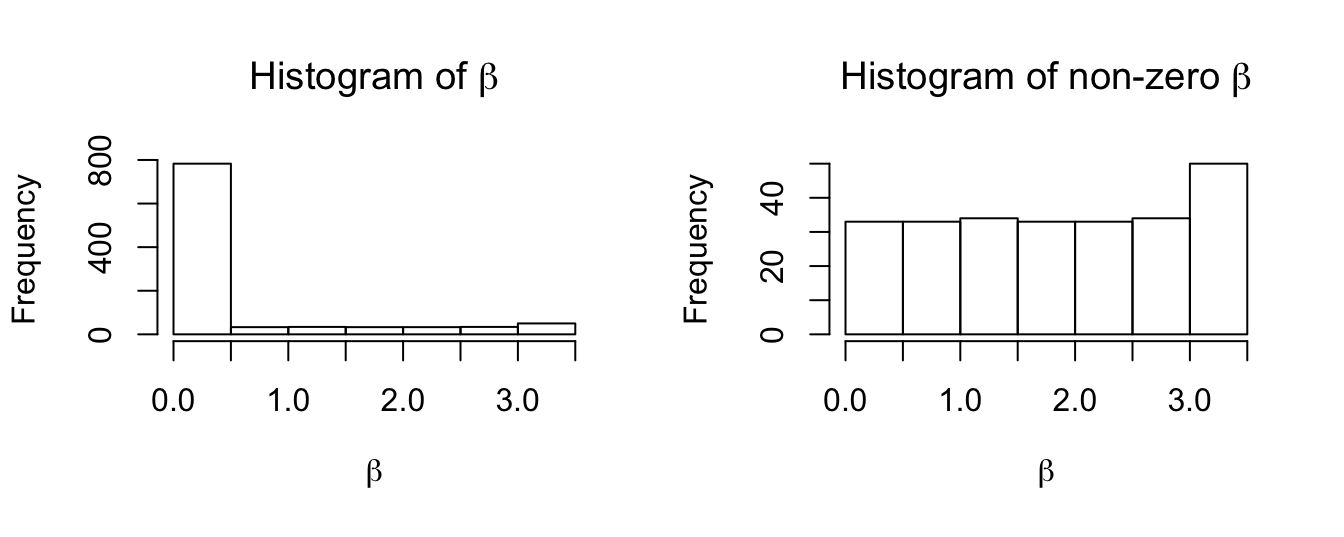 Histogram of β
Frequency
0
400
800
0.0 1.0 2.0 3.0
β
Histogram of non-zero β
Frequency
0
20
40
0.0 1.0 2.0 3.0
β